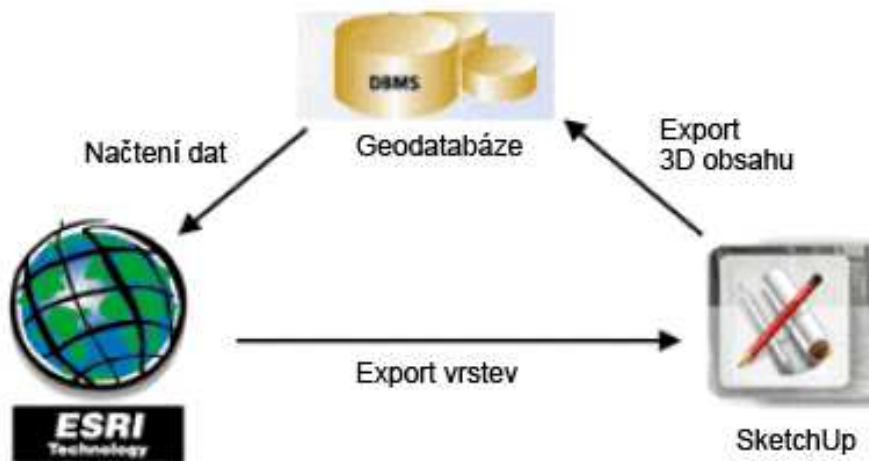 DBMS
Geodatabáze
Načtení dat
Export
3D obsahu
Export vrstev
ESRI
Technology
SketchUp